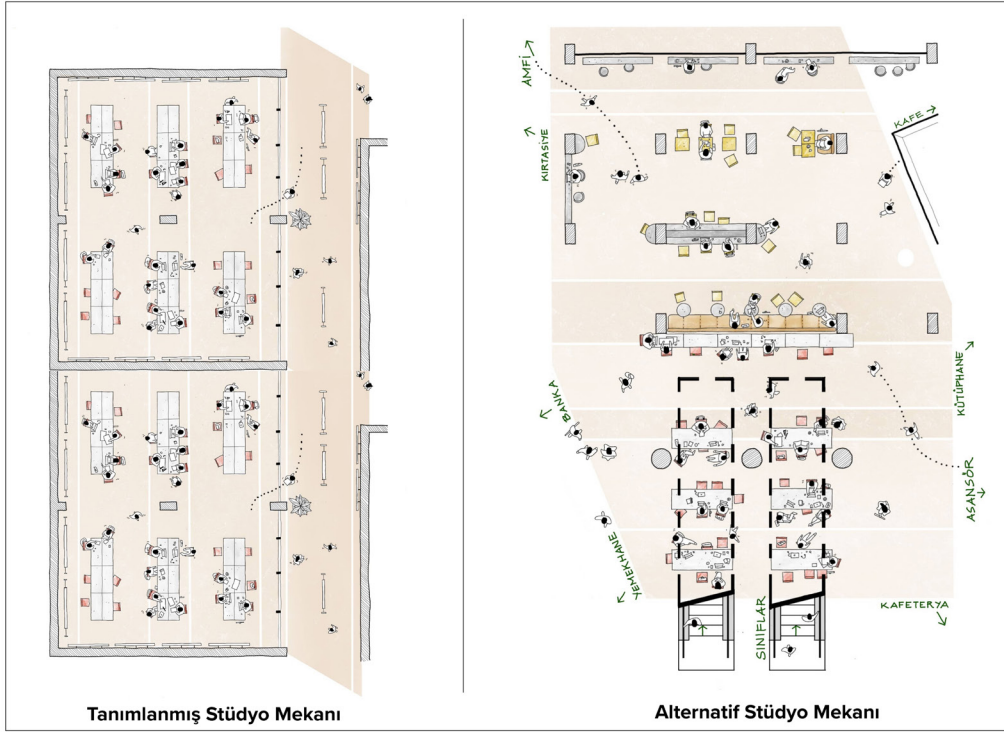 AMFİ
KIRTASİYE
KAFE
BANKA
KÜTÜPHANE
ASANSÖR
YEMEKHANE
SINIFLAR
KAFETERYA
Tanımlanmış Stüdyo Mekanı
Alternatif Stüdyo Mekanı